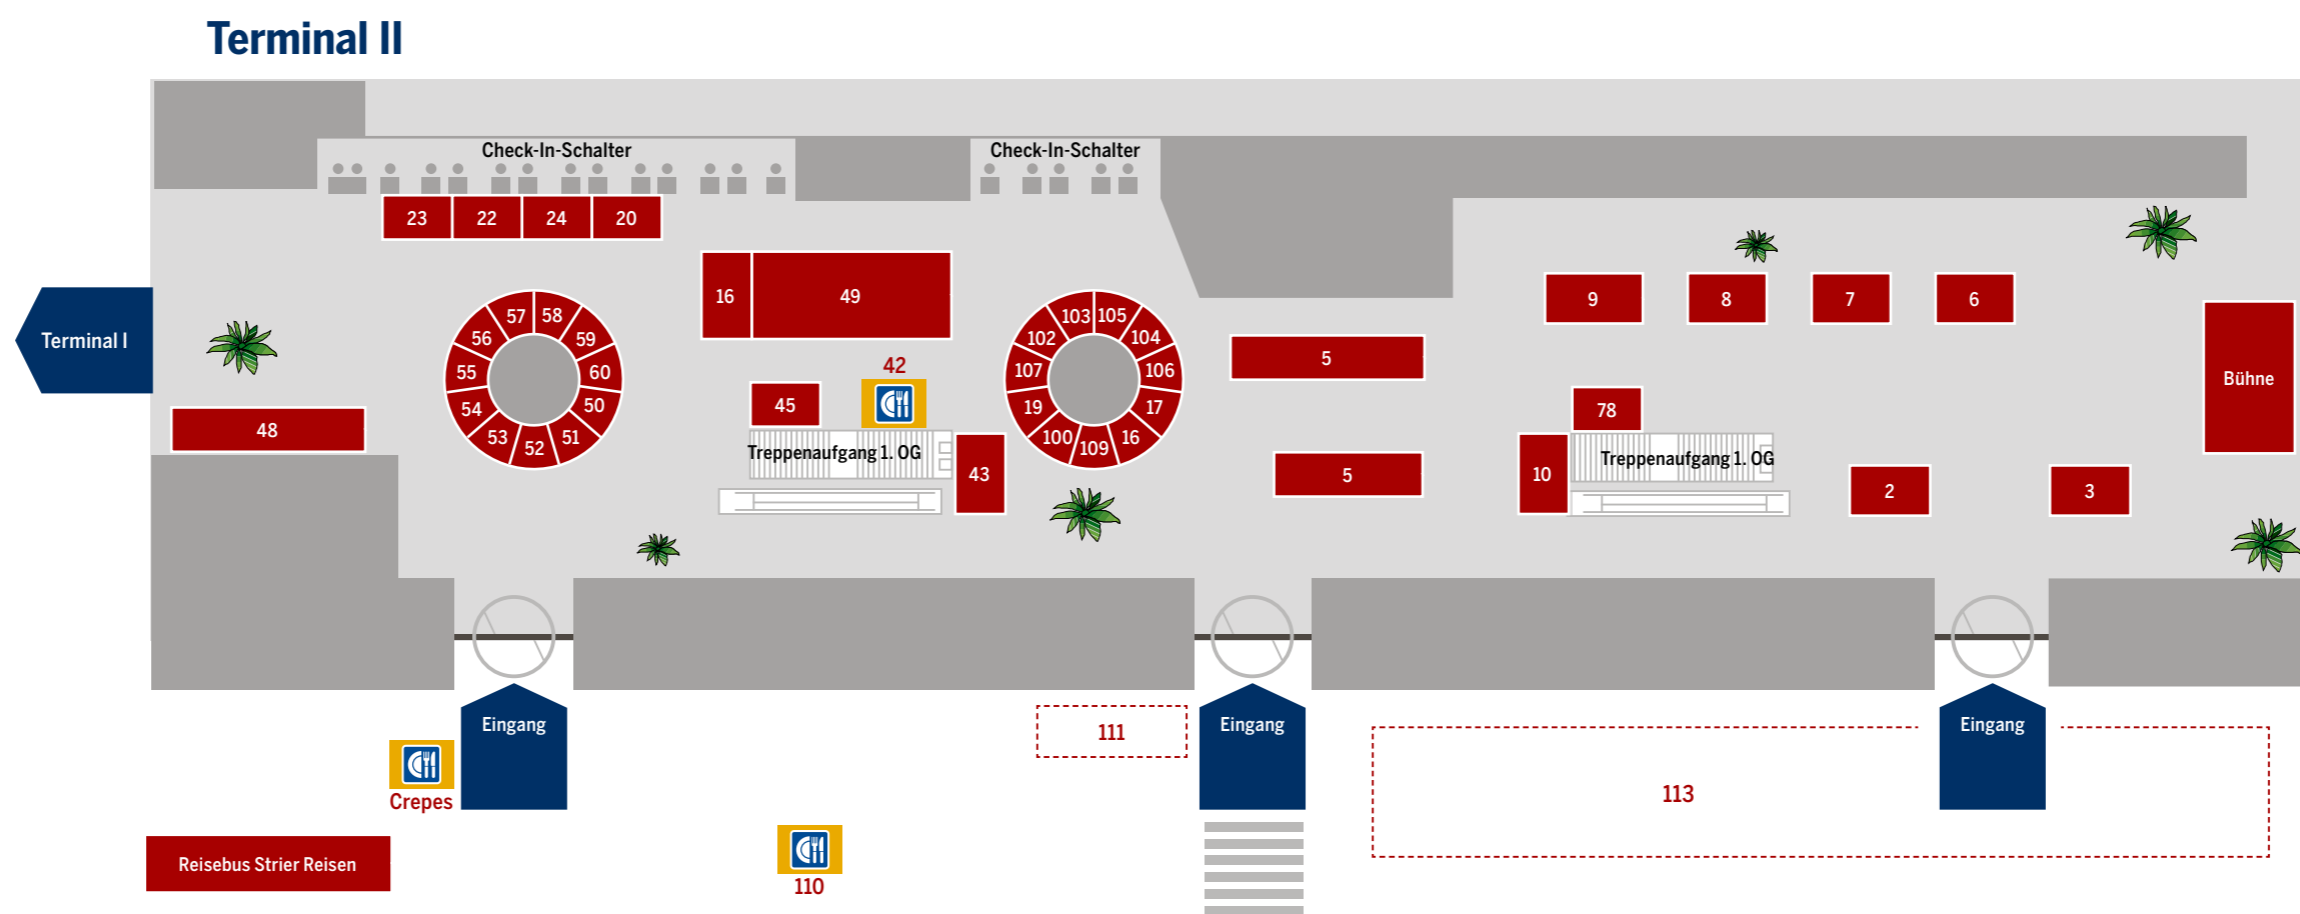 Terminal II
Check-In-Schalter
Check-In-Schalter
23 22 24 20
16 49
9 8 7 6
Terminal I
57 58
56 59
55 60
54 50
53 51
52
103 105
102 104
107 106
19 17
100 16
109
5
Bühne
42
45
48
Treppenaufgang 1. OG
43
5
78
10
Treppenaufgang 1. OG
2
3
Eingang
111
Eingang
Eingang
Crepes
113
Reisebus Strier Reisen
110